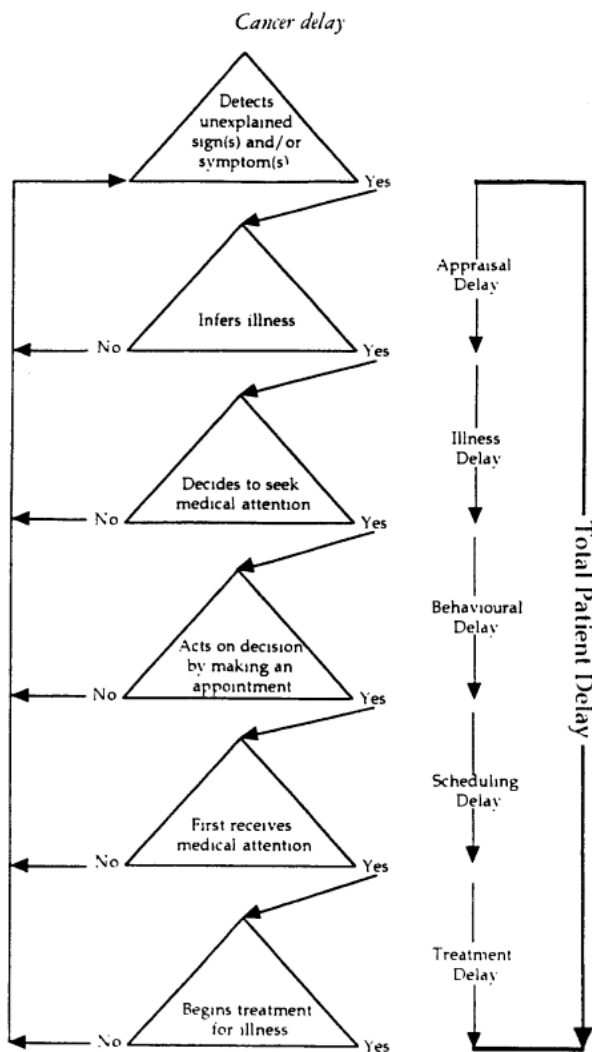 Cancer delay
Detects
unexplained
sign(s) and/or
symptom(s)
Yes
Appraisal
Delay
Infers illness
No
Yes
Illness
Delay
Decides to seek
medical attention
No
Yes
Behavioural
Delay
Acts on decision
by making an
appointment
No
Yes
Scheduling
Delay
First receives
medical attention
No
Yes
Treatment
Delay
Begins treatment
for illness
No
Yes
Total Patient Delay